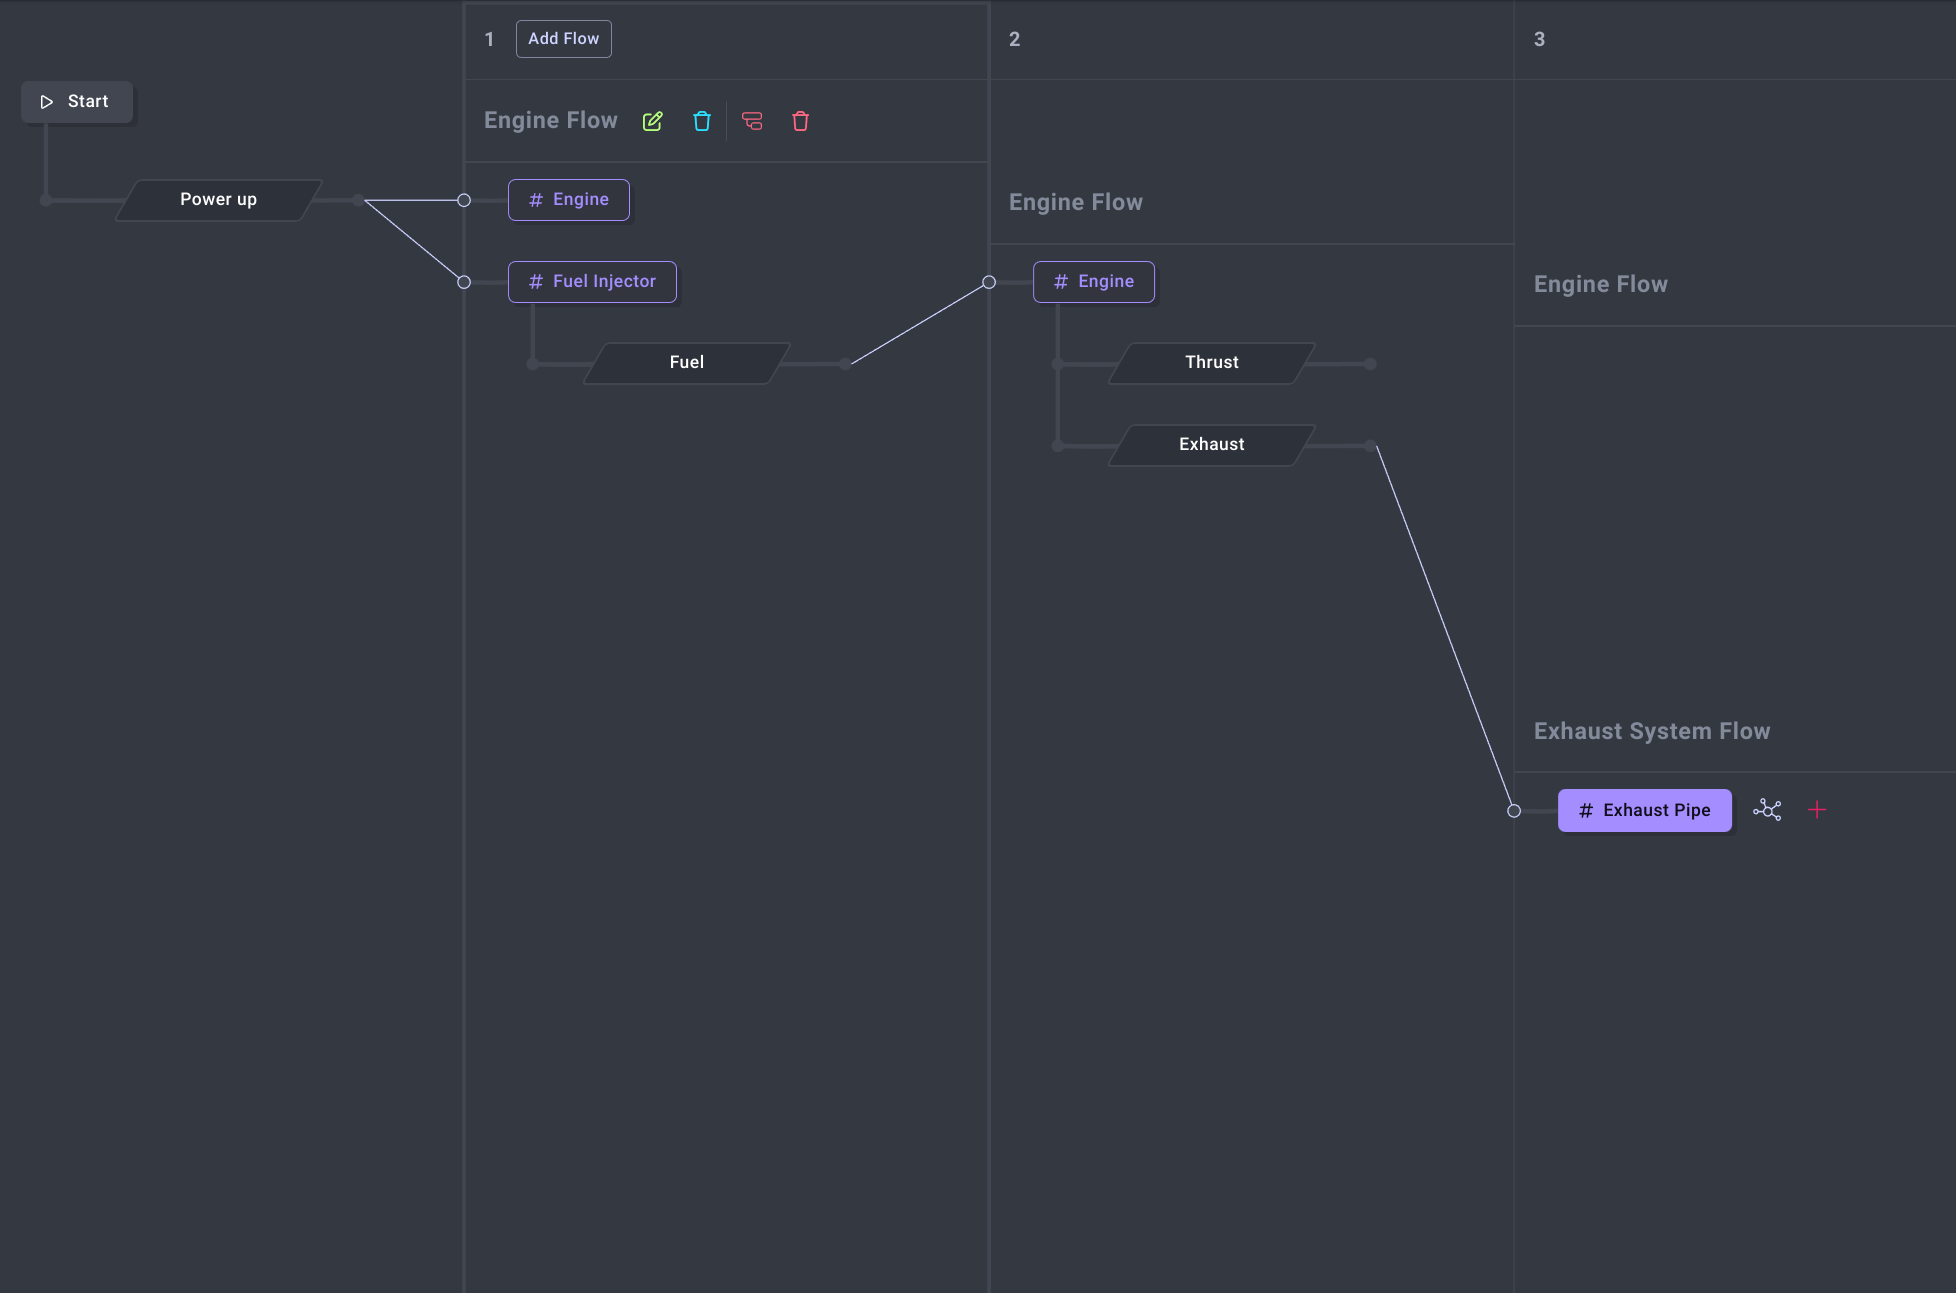 1
Add Flow
2
3
Start
Engine Flow
Power up
# Engine
Engine Flow
# Fuel Injector
# Engine
Engine Flow
Fuel
Thrust
Exhaust
Exhaust System Flow
# Exhaust Pipe